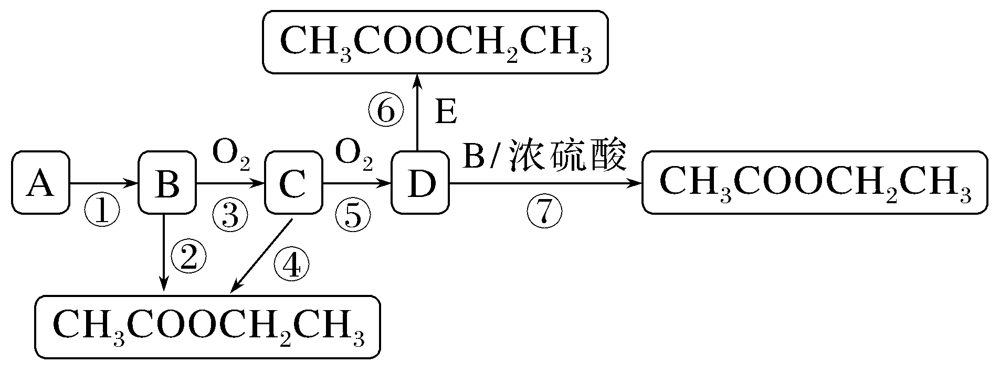 CH₃COOCH₂CH₃
⑥ E
A ① B O₂ ③ C O₂ ⑤ D B/浓硫酸 ⑦ CH₃COOCH₂CH₃
② ④
CH₃COOCH₂CH₃